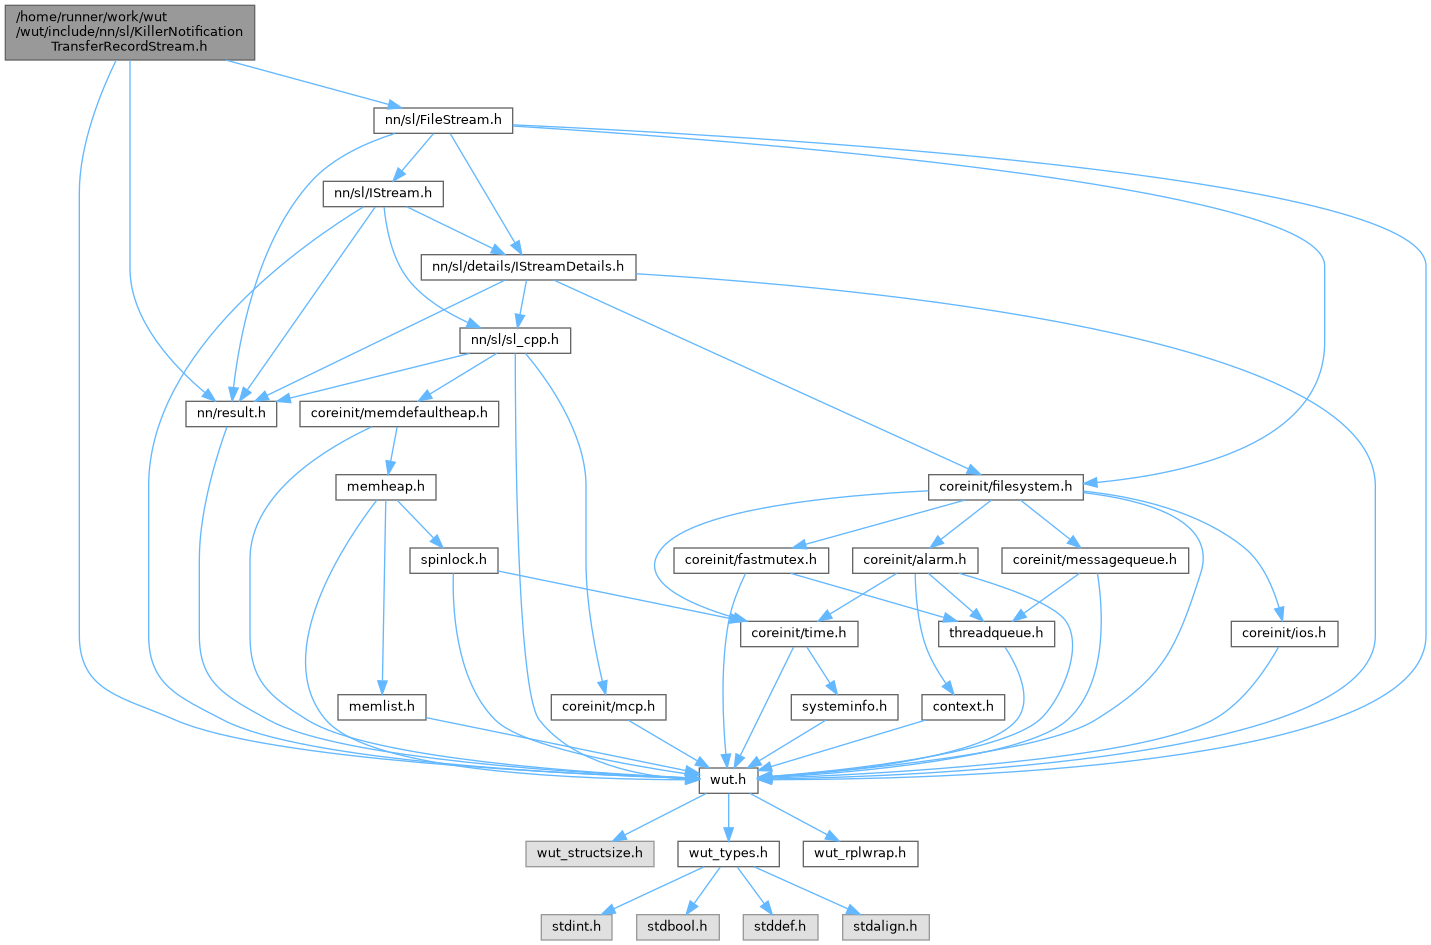 /home/runner/work/wut
/wut/include/nn/sl/KillerNotification
TransferRecordStream.h
nn/sl/FileStream.h
nn/sl/IStream.h
nn/sl/details/IStreamDetails.h
nn/sl/sl_cpp.h
nn/result.h
coreinit/memdefaultheap.h
memheap.h
coreinit/filesystem.h
spinlock.h
coreinit/fastmutex.h
coreinit/alarm.h
coreinit/messagequeue.h
coreinit/time.h
threadqueue.h
coreinit/ios.h
memlist.h
coreinit/mcp.h
systeminfo.h
context.h
wut.h
wut_structsize.h
wut_types.h
wut_rplwrap.h
stdint.h
stdbool.h
stddef.h
stdalign.h